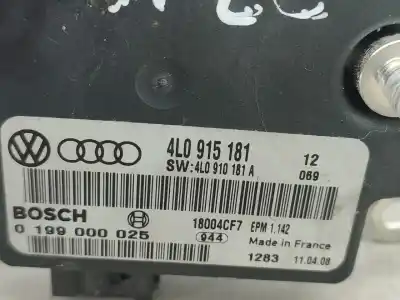 4L0 915 181 12
SW:4L0 910 181 A 069
BOSCH 18004CF7 EPM 1.142
0 199 000 025 944 Made in France
1283 11.04.08